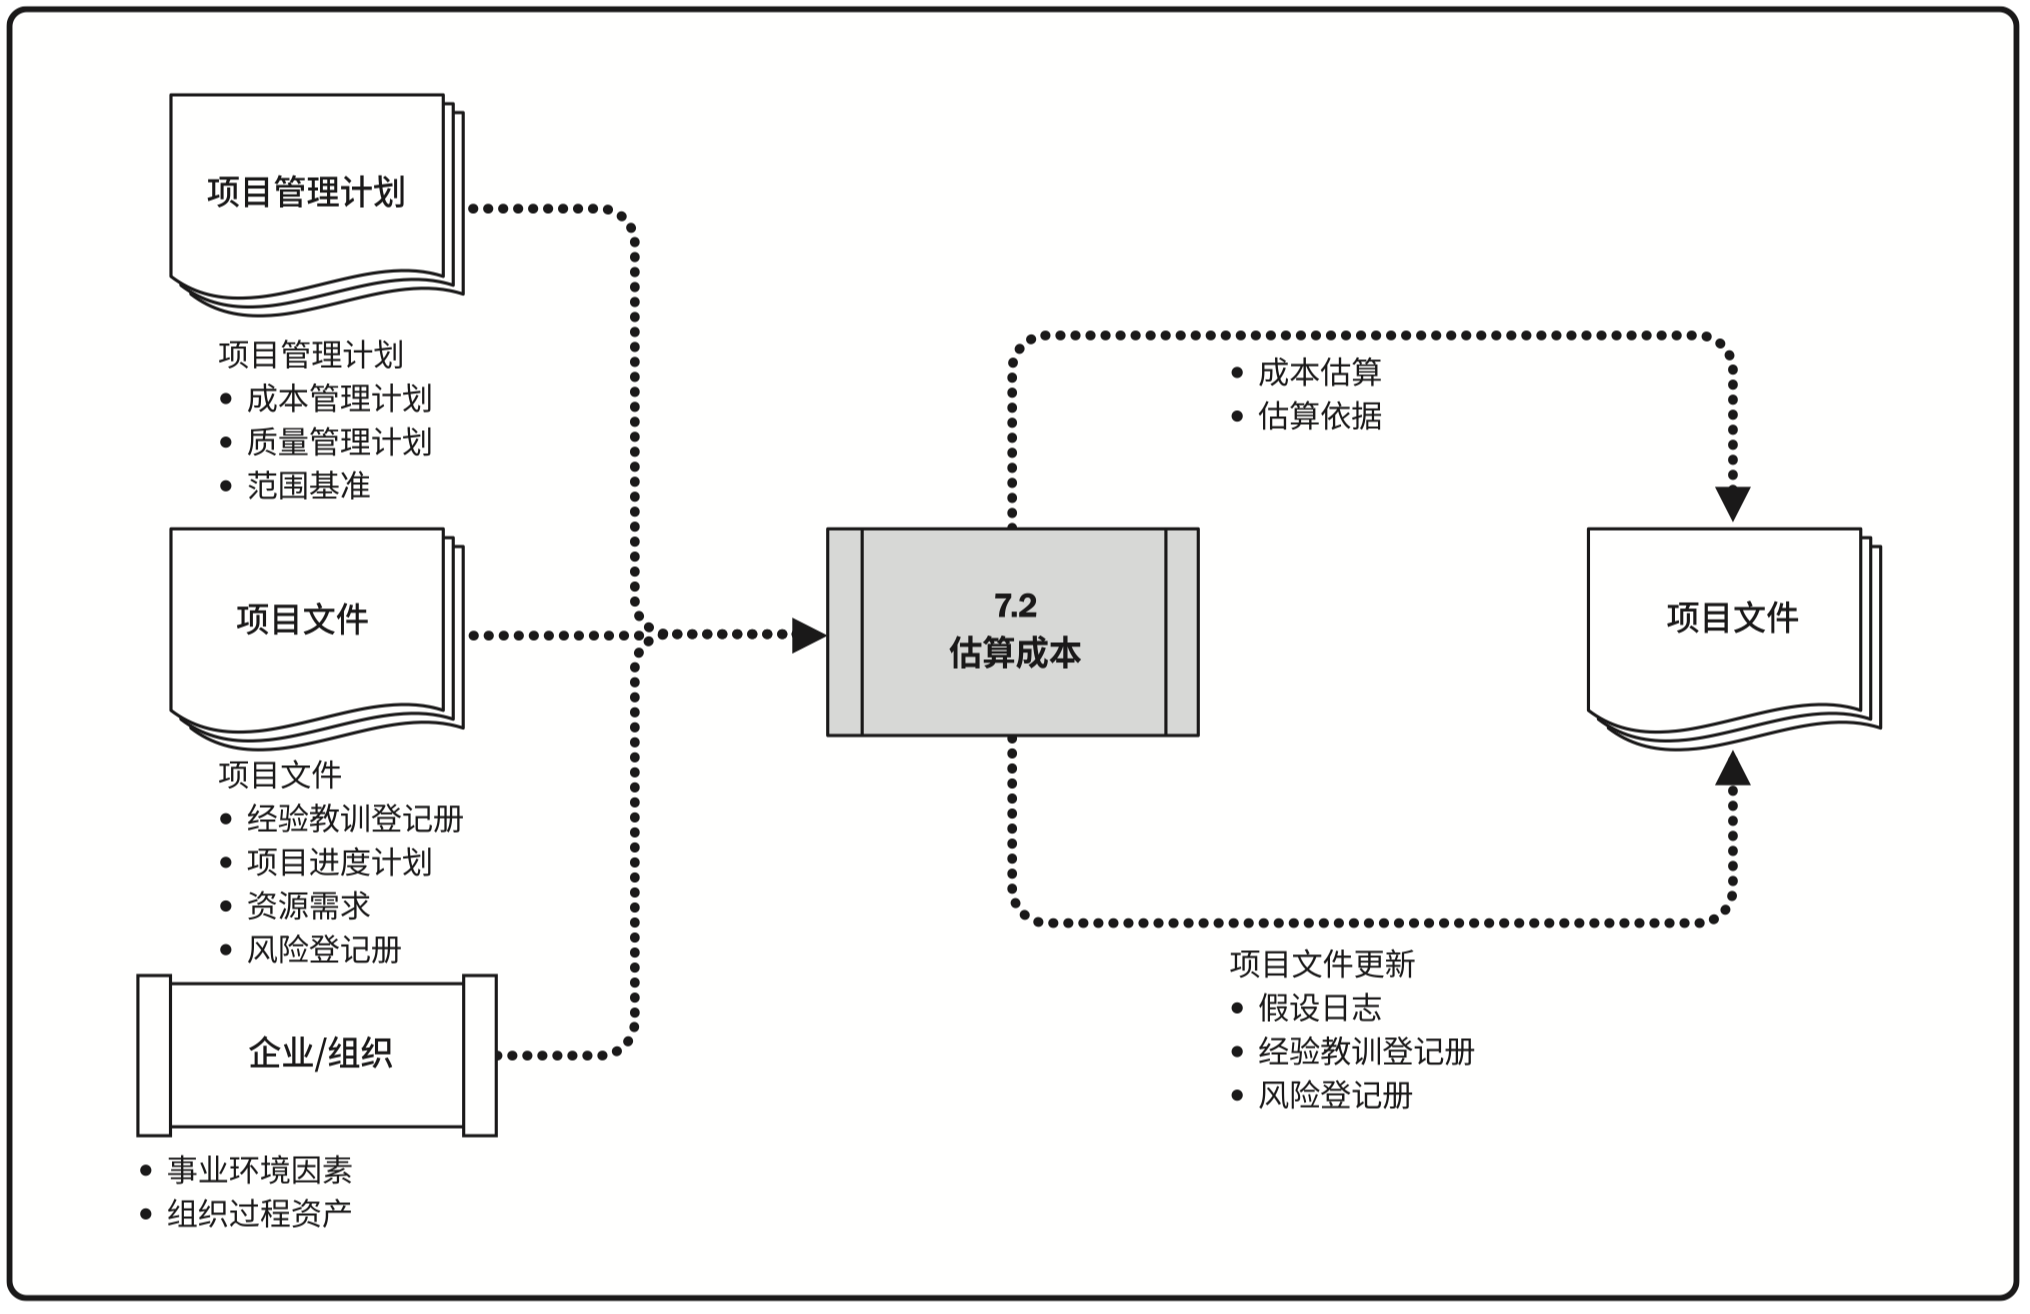 项目管理计划
项目管理计划
• 成本管理计划
• 质量管理计划
• 范围基准
项目文件
项目文件
• 经验教训登记册
• 项目进度计划
• 资源需求
• 风险登记册
企业/组织
• 事业环境因素
• 组织过程资产
7.2
估算成本
• 成本估算
• 估算依据
项目文件
项目文件更新
• 假设日志
• 经验教训登记册
• 风险登记册